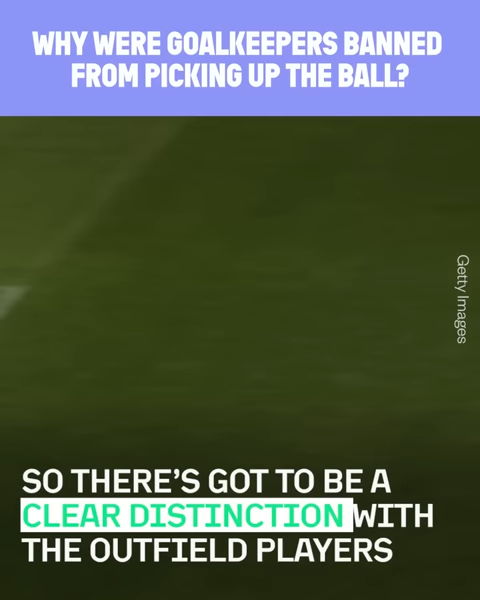 WHY WERE GOALKEEPERS BANNED
FROM PICKING UP THE BALL?
Getty Images
SO THERE'S GOT TO BE A
CLEAR DISTINCTION WITH
THE OUTFIELD PLAYERS